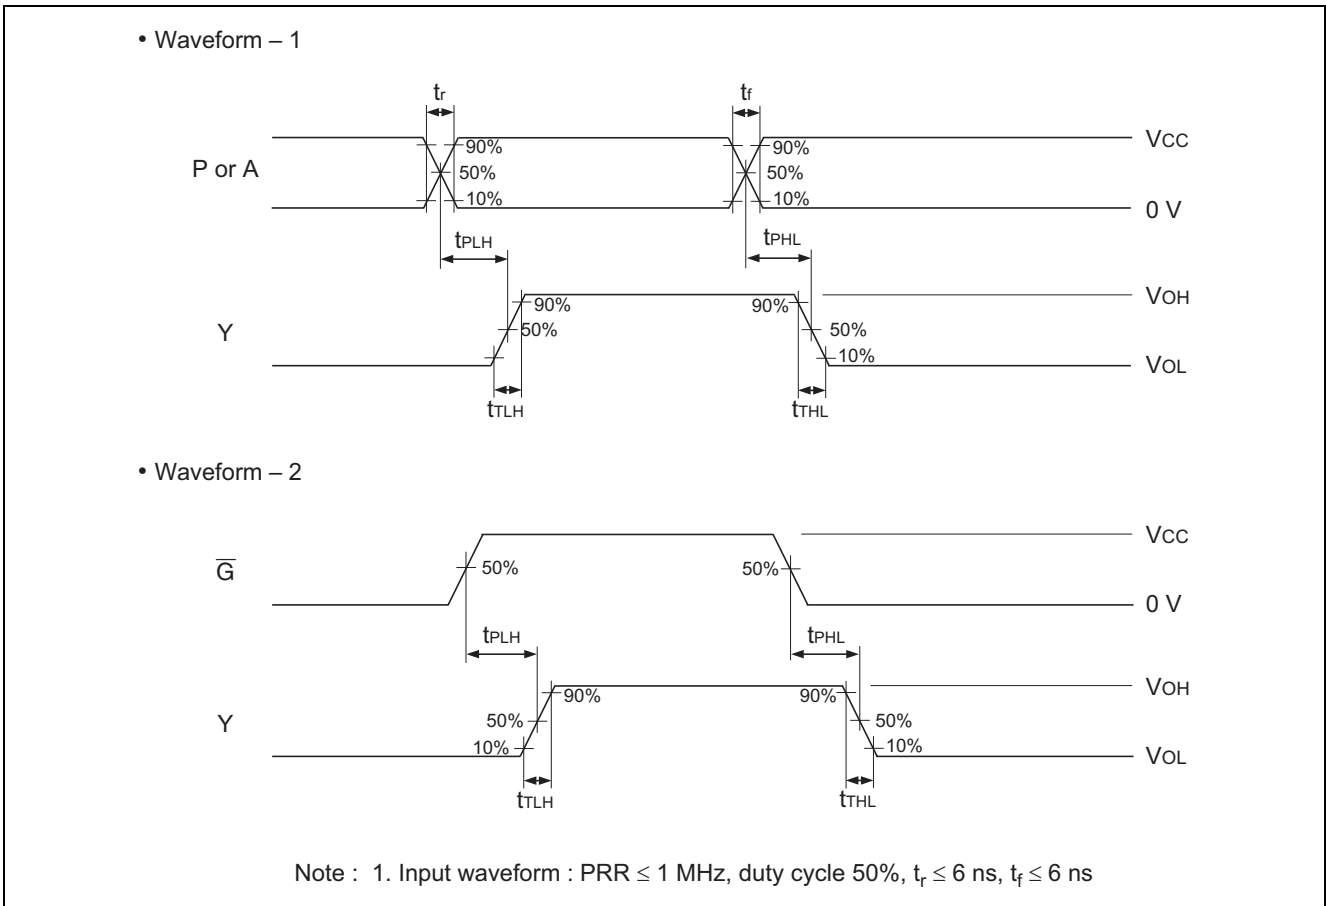 • Waveform – 1
tr
tf
90%
90%
VCC
P or A
50%
50%
10%
10%
0 V
tPLH
tPHL
90%
90%
VOH
Y
50%
50%
10%
VOL
tTLH
tTHL
• Waveform – 2
VCC
G̅
50%
50%
0 V
tPLH
tPHL
90%
90%
VOH
Y
50%
50%
10%
10%
VOL
tTLH
tTHL
Note : 1. Input waveform : PRR ≤ 1 MHz, duty cycle 50%, tr ≤ 6 ns, tf ≤ 6 ns